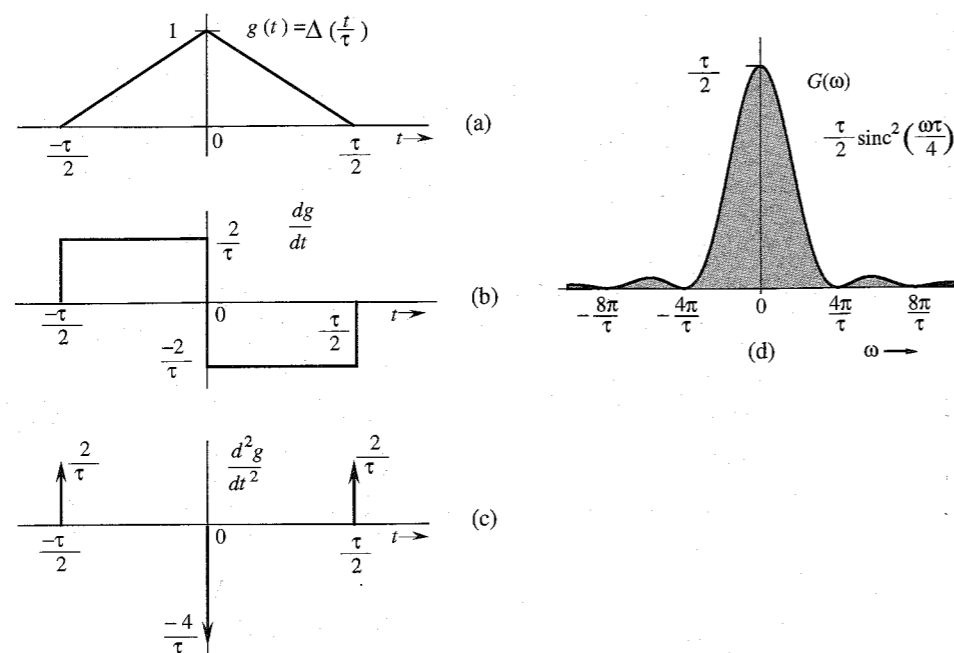 1
g (t) = Δ (t/τ)
0
-τ/2
τ/2
t→
(a)
dg/dt
2/τ
0
-τ/2
τ/2
t→
-2/τ
(b)
d²g/dt²
2/τ
2/τ
0
-τ/2
τ/2
t→
-4/τ
(c)
τ/2
G(ω)
τ/2 sinc² (ωτ/4)
-8π/τ
-4π/τ
0
4π/τ
8π/τ
(d)
ω→